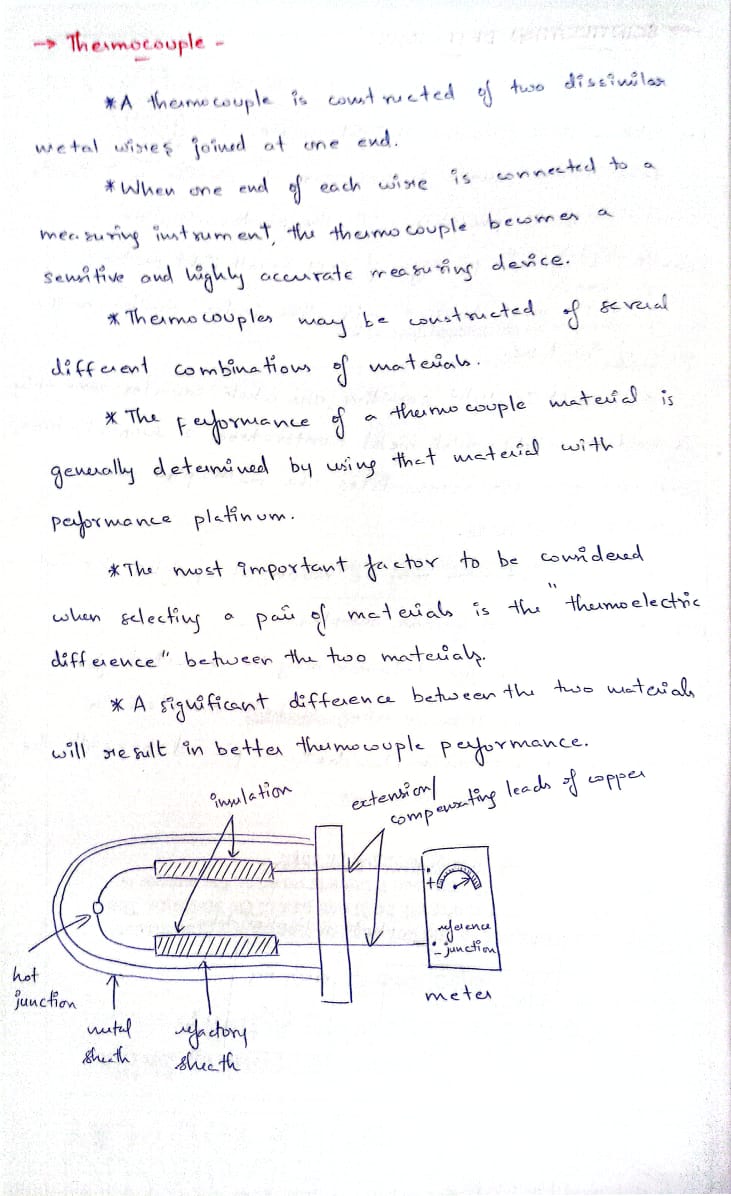 → Thermocouple -
* A thermocouple is constructed of two dissimilar
metal wires joined at one end.
* When one end of each wire is connected to a
measuring instrument, the thermocouple becomes a
sensitive and highly accurate measuring device.
* Thermocouples may be constructed of several
different combinations of materials.
* The performance of a thermocouple material is
generally determined by using that material with
performance platinum.
* The most important factor to be considered
when selecting a pair of materials is the "thermoelectric
difference" between the two materials.
* A significant difference between the two materials
will result in better thermocouple performance.
insulation
extension/
compensating leads of copper
+
reference
- junction
meter
hot
junction
metal
sheath
refactory
sheath